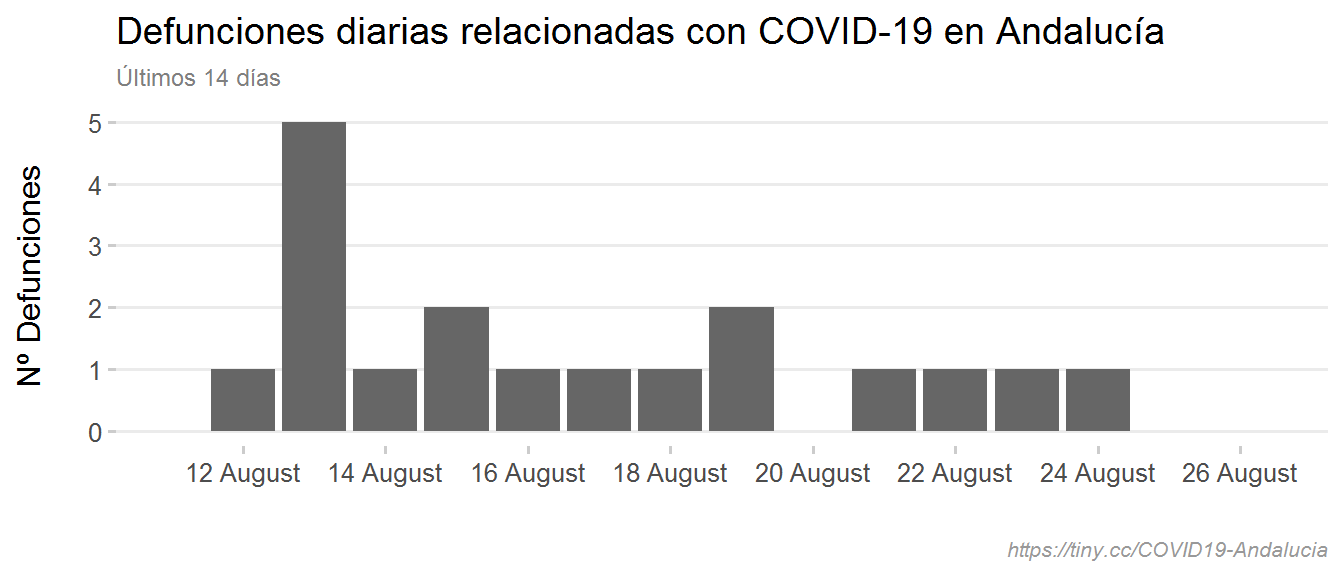 Defunciones diarias relacionadas con COVID-19 en Andalucía
Últimos 14 días
Nº Defunciones
5
4
3
2
1
0
12 August 14 August 16 August 18 August 20 August 22 August 24 August 26 August
https://tiny.cc/COVID19-Andalucia